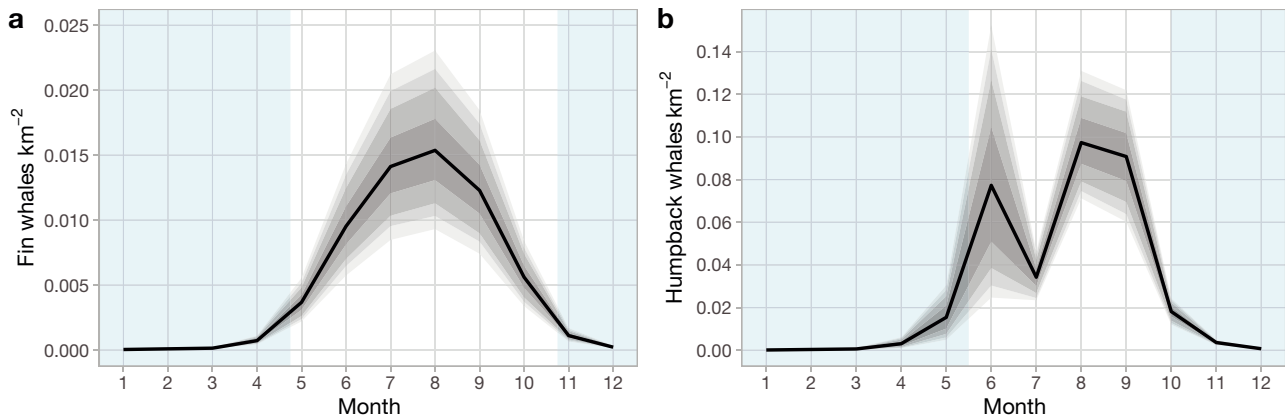 a
Fin whales km⁻²
0.025
0.020
0.015
0.010
0.005
0.000
1 2 3 4 5 6 7 8 9 10 11 12
Month
b
Humpback whales km⁻²
0.14
0.12
0.10
0.08
0.06
0.04
0.02
0.00
1 2 3 4 5 6 7 8 9 10 11 12
Month